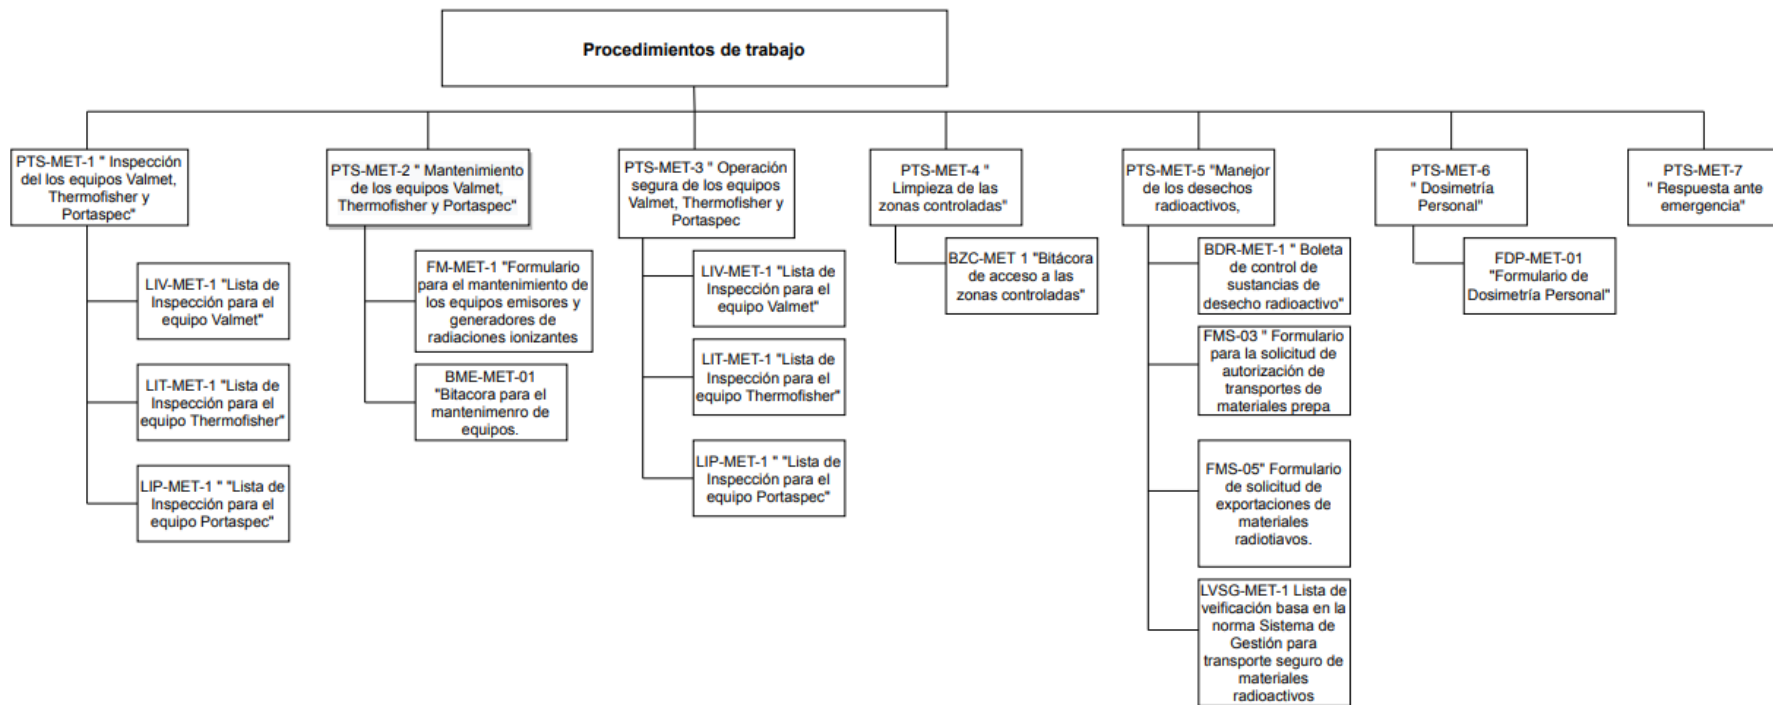 Procedimientos de trabajo
PTS-MET-1 " Inspección
del los equipos Valmet,
Thermofisher y
Portaspec"
PTS-MET-2 " Mantenimiento
de los equipos Valmet,
Thermofisher y Portaspec"
PTS-MET-3 " Operación
segura de los equipos
Valmet, Thermofisher y
Portaspec
PTS-MET-4 "
Limpieza de las
zonas controladas"
PTS-MET-5 "Manejor
de los desechos
radioactivos,
PTS-MET-6
" Dosimetría
Personal"
PTS-MET-7
" Respuesta ante
emergencia"
LIV-MET-1 "Lista de
Inspección para el
equipo Valmet"
LIT-MET-1 "Lista de
Inspección para el
equipo Thermofisher"
LIP-MET-1 " "Lista de
Inspección para el
equipo Portaspec"
FM-MET-1 "Formulario
para el mantenimiento de
los equipos emisores y
generadores de
radiaciones ionizantes
BME-MET-01
"Bitacora para el
mantenimenro de
equipos.
LIV-MET-1 "Lista de
Inspección para el
equipo Valmet"
LIT-MET-1 "Lista de
Inspección para el
equipo Thermofisher"
LIP-MET-1 " "Lista de
Inspección para el
equipo Portaspec"
BZC-MET 1 "Bitácora
de acceso a las
zonas controladas"
BDR-MET-1 " Boleta
de control de
sustancias de
desecho radioactivo"
FMS-03 " Formulario
para la solicitud de
autorización de
transportes de
materiales prepa
FMS-05" Formulario
de solicitud de
exportaciones de
materiales
radiotiavos.
LVSG-MET-1 Lista de
veificación basa en la
norma Sistema de
Gestión para
transporte seguro de
materiales
radioactivos
FDP-MET-01
"Formulario de
Dosimetría Personal"